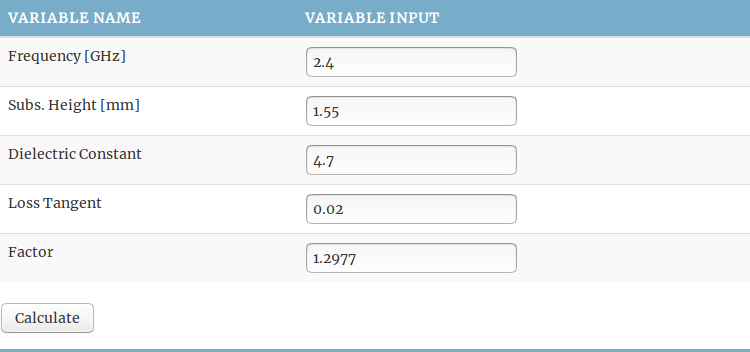 VARIABLE NAME VARIABLE INPUT
Frequency [GHz] 2.4
Subs. Height [mm] 1.55
Dielectric Constant 4.7
Loss Tangent 0.02
Factor 1.2977
Calculate